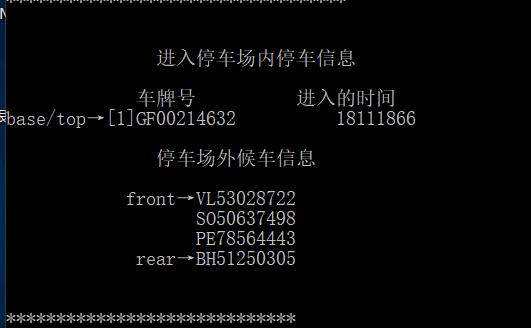 ******************************
进入停车场内停车信息
车牌号 进入的时间
base/top→[1]GF00214632 18111866
停车场外候车信息
front→VL53028722
SO50637498
PE78564443
rear→BH51250305
*****************************